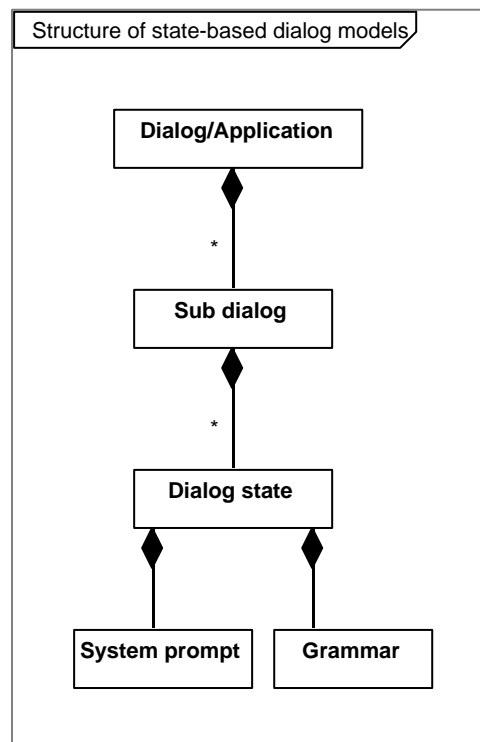 Structure of state-based dialog models
Dialog/Application
*
Sub dialog
*
Dialog state
System prompt
Grammar